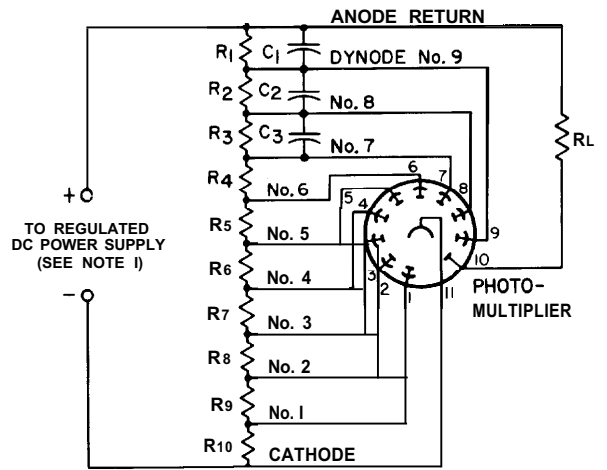 ANODE RETURN
R1 C1 DYNODE No. 9
R2 C2 No. 8
R3 C3 No. 7
RL
R4 No. 6
R5 No. 5
R6 No. 4
R7 No. 3
R8 No. 2
R9 No. 1
R10 CATHODE
+
TO REGULATED
DC POWER SUPPLY
(SEE NOTE 1)
−
1 2 3 4 5 6 7 8 9 10 11
PHOTO-
MULTIPLIER